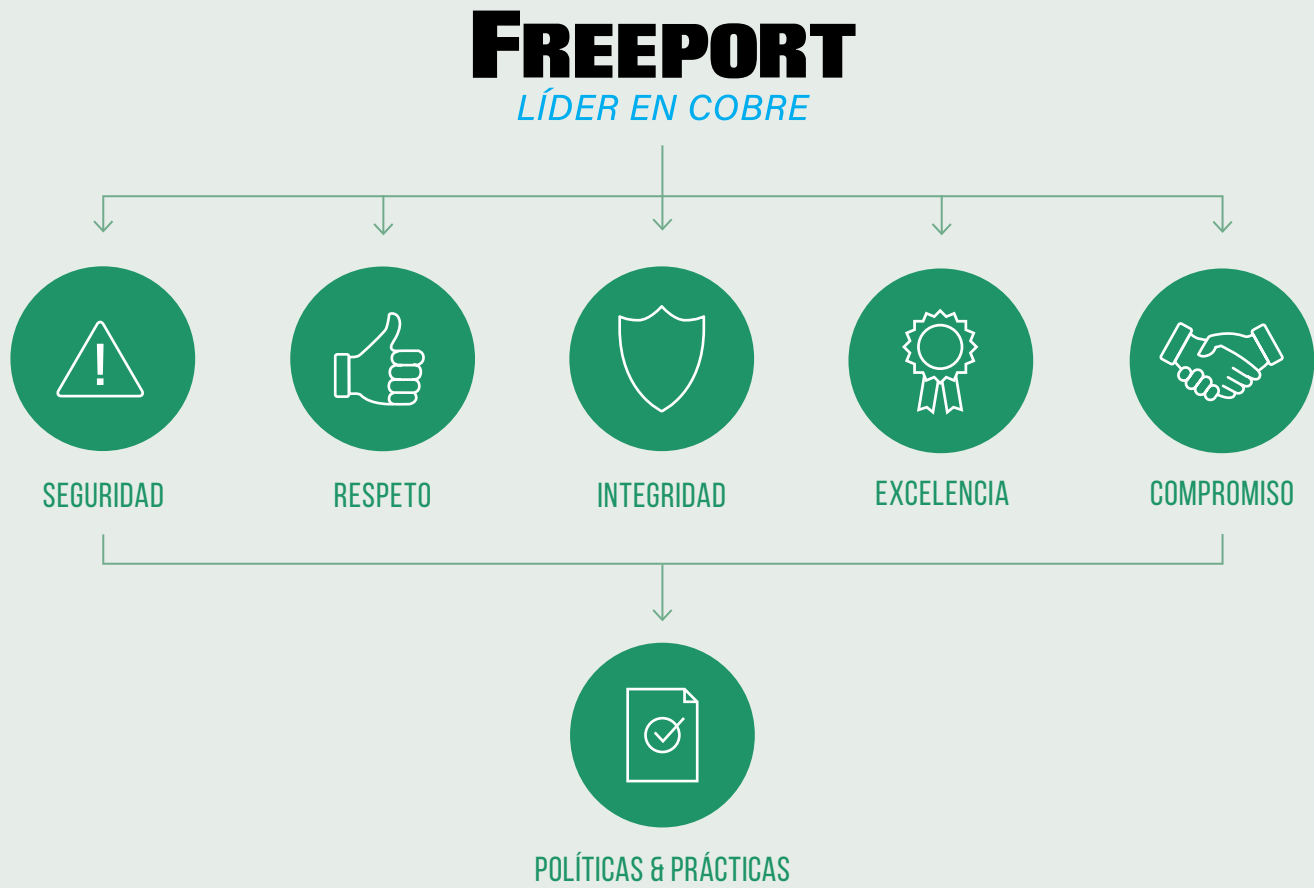 FREEPORT
LÍDER EN COBRE
SEGURIDAD
RESPETO
INTEGRIDAD
EXCELENCIA
COMPROMISO
!
POLÍTICAS & PRÁCTICAS